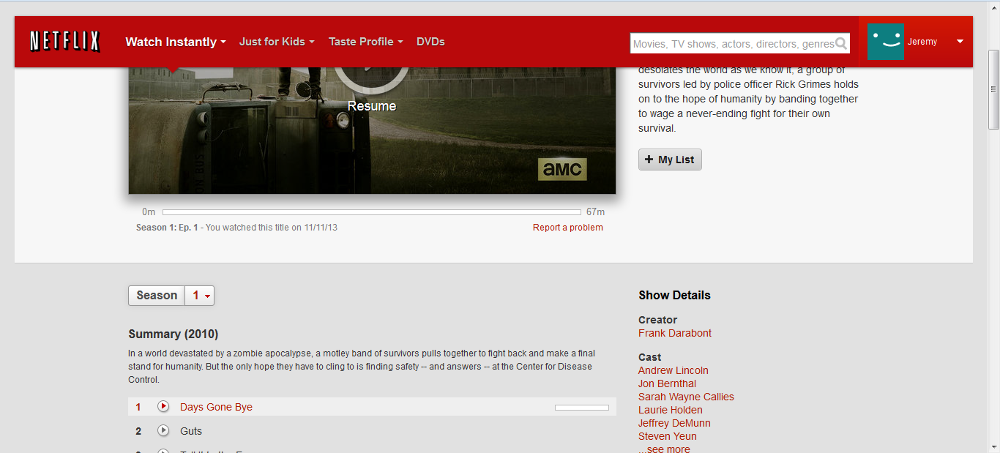 NETFLIX
Watch Instantly
Just for Kids
Taste Profile
DVDs
Movies, TV shows, actors, directors, genres
Jeremy
desolates the world as we know it, a group of
survivors led by police officer Rick Grimes holds
on to the hope of humanity by banding together
to wage a never-ending fight for their own
survival.
+ My List
Resume
ON BUS
aMC
0m
67m
Season 1: Ep. 1 - You watched this title on 11/11/13
Report a problem
Season 1
Summary (2010)
In a world devastated by a zombie apocalypse, a motley band of survivors pulls together to fight back and make a final
stand for humanity. But the only hope they have to cling to is finding safety -- and answers -- at the Center for Disease
Control.
1 Days Gone Bye
2 Guts
Show Details
Creator
Frank Darabont
Cast
Andrew Lincoln
Jon Bernthal
Sarah Wayne Callies
Laurie Holden
Jeffrey DeMunn
Steven Yeun
...see more